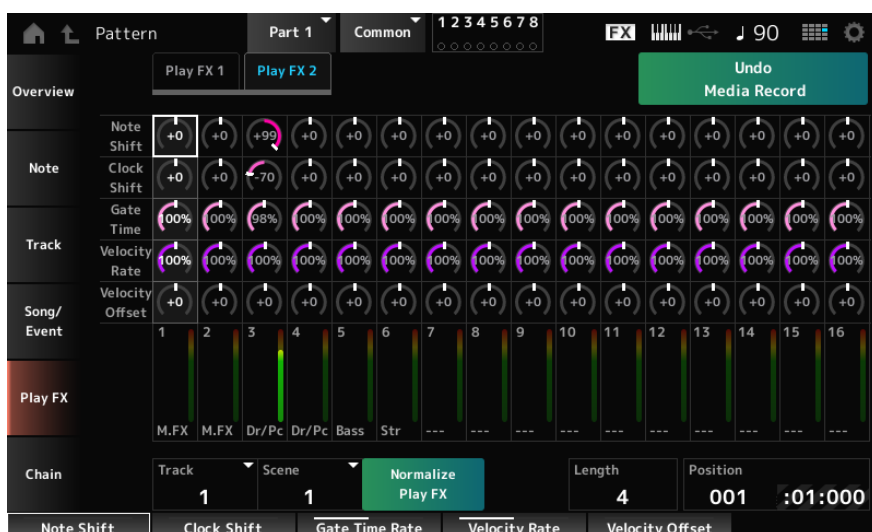 Pattern
Part 1
Common
1 2 3 4 5 6 7 8
FX
♩ 90
Overview
Play FX 1
Play FX 2
Undo
Media Record
Note
Shift
+0 +0 +99 +0 +0 +0 +0 +0 +0 +0 +0 +0 +0 +0 +0 +0
Note
Clock
Shift
+0 +0 -70 +0 +0 +0 +0 +0 +0 +0 +0 +0 +0 +0 +0 +0
Gate
Time
100% 100% 98% 100% 100% 100% 100% 100% 100% 100% 100% 100% 100% 100% 100% 100%
Track
Velocity
Rate
100% 100% 100% 100% 100% 100% 100% 100% 100% 100% 100% 100% 100% 100% 100% 100%
Velocity
Offset
+0 +0 +0 +0 +0 +0 +0 +0 +0 +0 +0 +0 +0 +0 +0 +0
Song/
Event
1 2 3 4 5 6 7 8 9 10 11 12 13 14 15 16
Play FX
M.FX M.FX Dr/Pc Dr/Pc Bass Str --- --- --- --- --- --- --- --- --- ---
Chain
Track
1
Scene
1
Normalize
Play FX
Length
4
Position
001 :01:000
Note Shift
Clock Shift
Gate Time Rate
Velocity Rate
Velocity Offset